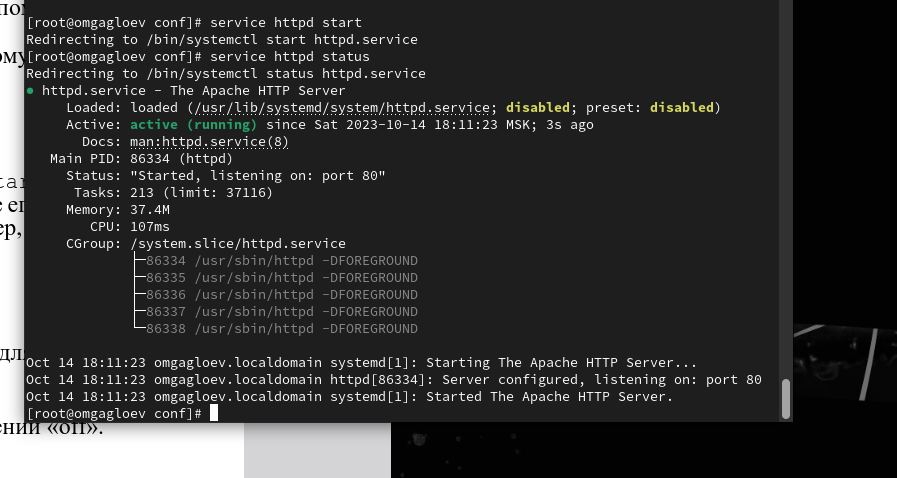 [root@omgagloev conf]# service httpd start
Redirecting to /bin/systemctl start httpd.service
[root@omgagloev conf]# service httpd status
Redirecting to /bin/systemctl status httpd.service
● httpd.service - The Apache HTTP Server
Loaded: loaded (/usr/lib/systemd/system/httpd.service; disabled; preset: disabled)
Active: active (running) since Sat 2023-10-14 18:11:23 MSK; 3s ago
Docs: man:httpd.service(8)
Main PID: 86334 (httpd)
Status: "Started, listening on: port 80"
Tasks: 213 (limit: 37116)
Memory: 37.4M
CPU: 107ms
CGroup: /system.slice/httpd.service
├─86334 /usr/sbin/httpd -DFOREGROUND
├─86335 /usr/sbin/httpd -DFOREGROUND
├─86336 /usr/sbin/httpd -DFOREGROUND
├─86337 /usr/sbin/httpd -DFOREGROUND
└─86338 /usr/sbin/httpd -DFOREGROUND
Oct 14 18:11:23 omgagloev.localdomain systemd[1]: Starting The Apache HTTP Server...
Oct 14 18:11:23 omgagloev.localdomain httpd[86334]: Server configured, listening on: port 80
Oct 14 18:11:23 omgagloev.localdomain systemd[1]: Started The Apache HTTP Server.
[root@omgagloev conf]#
«off».